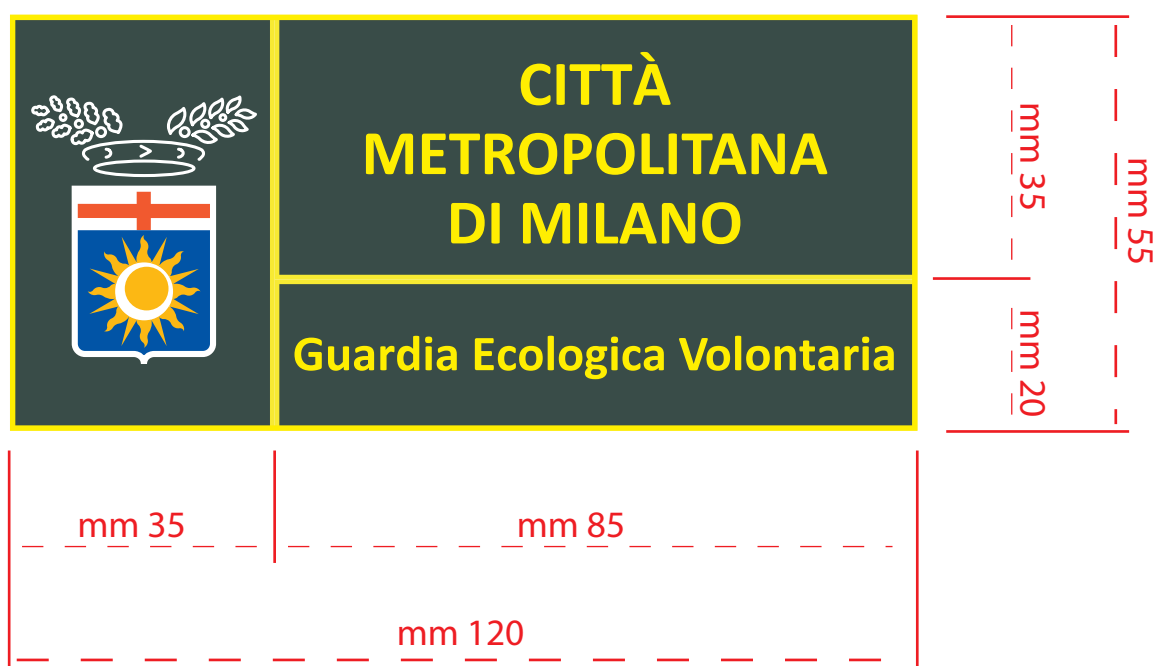 CITTÀ
METROPOLITANA
DI MILANO
Guardia Ecologica Volontaria
mm 35
mm 55
mm 20
mm 35
mm 85
mm 120